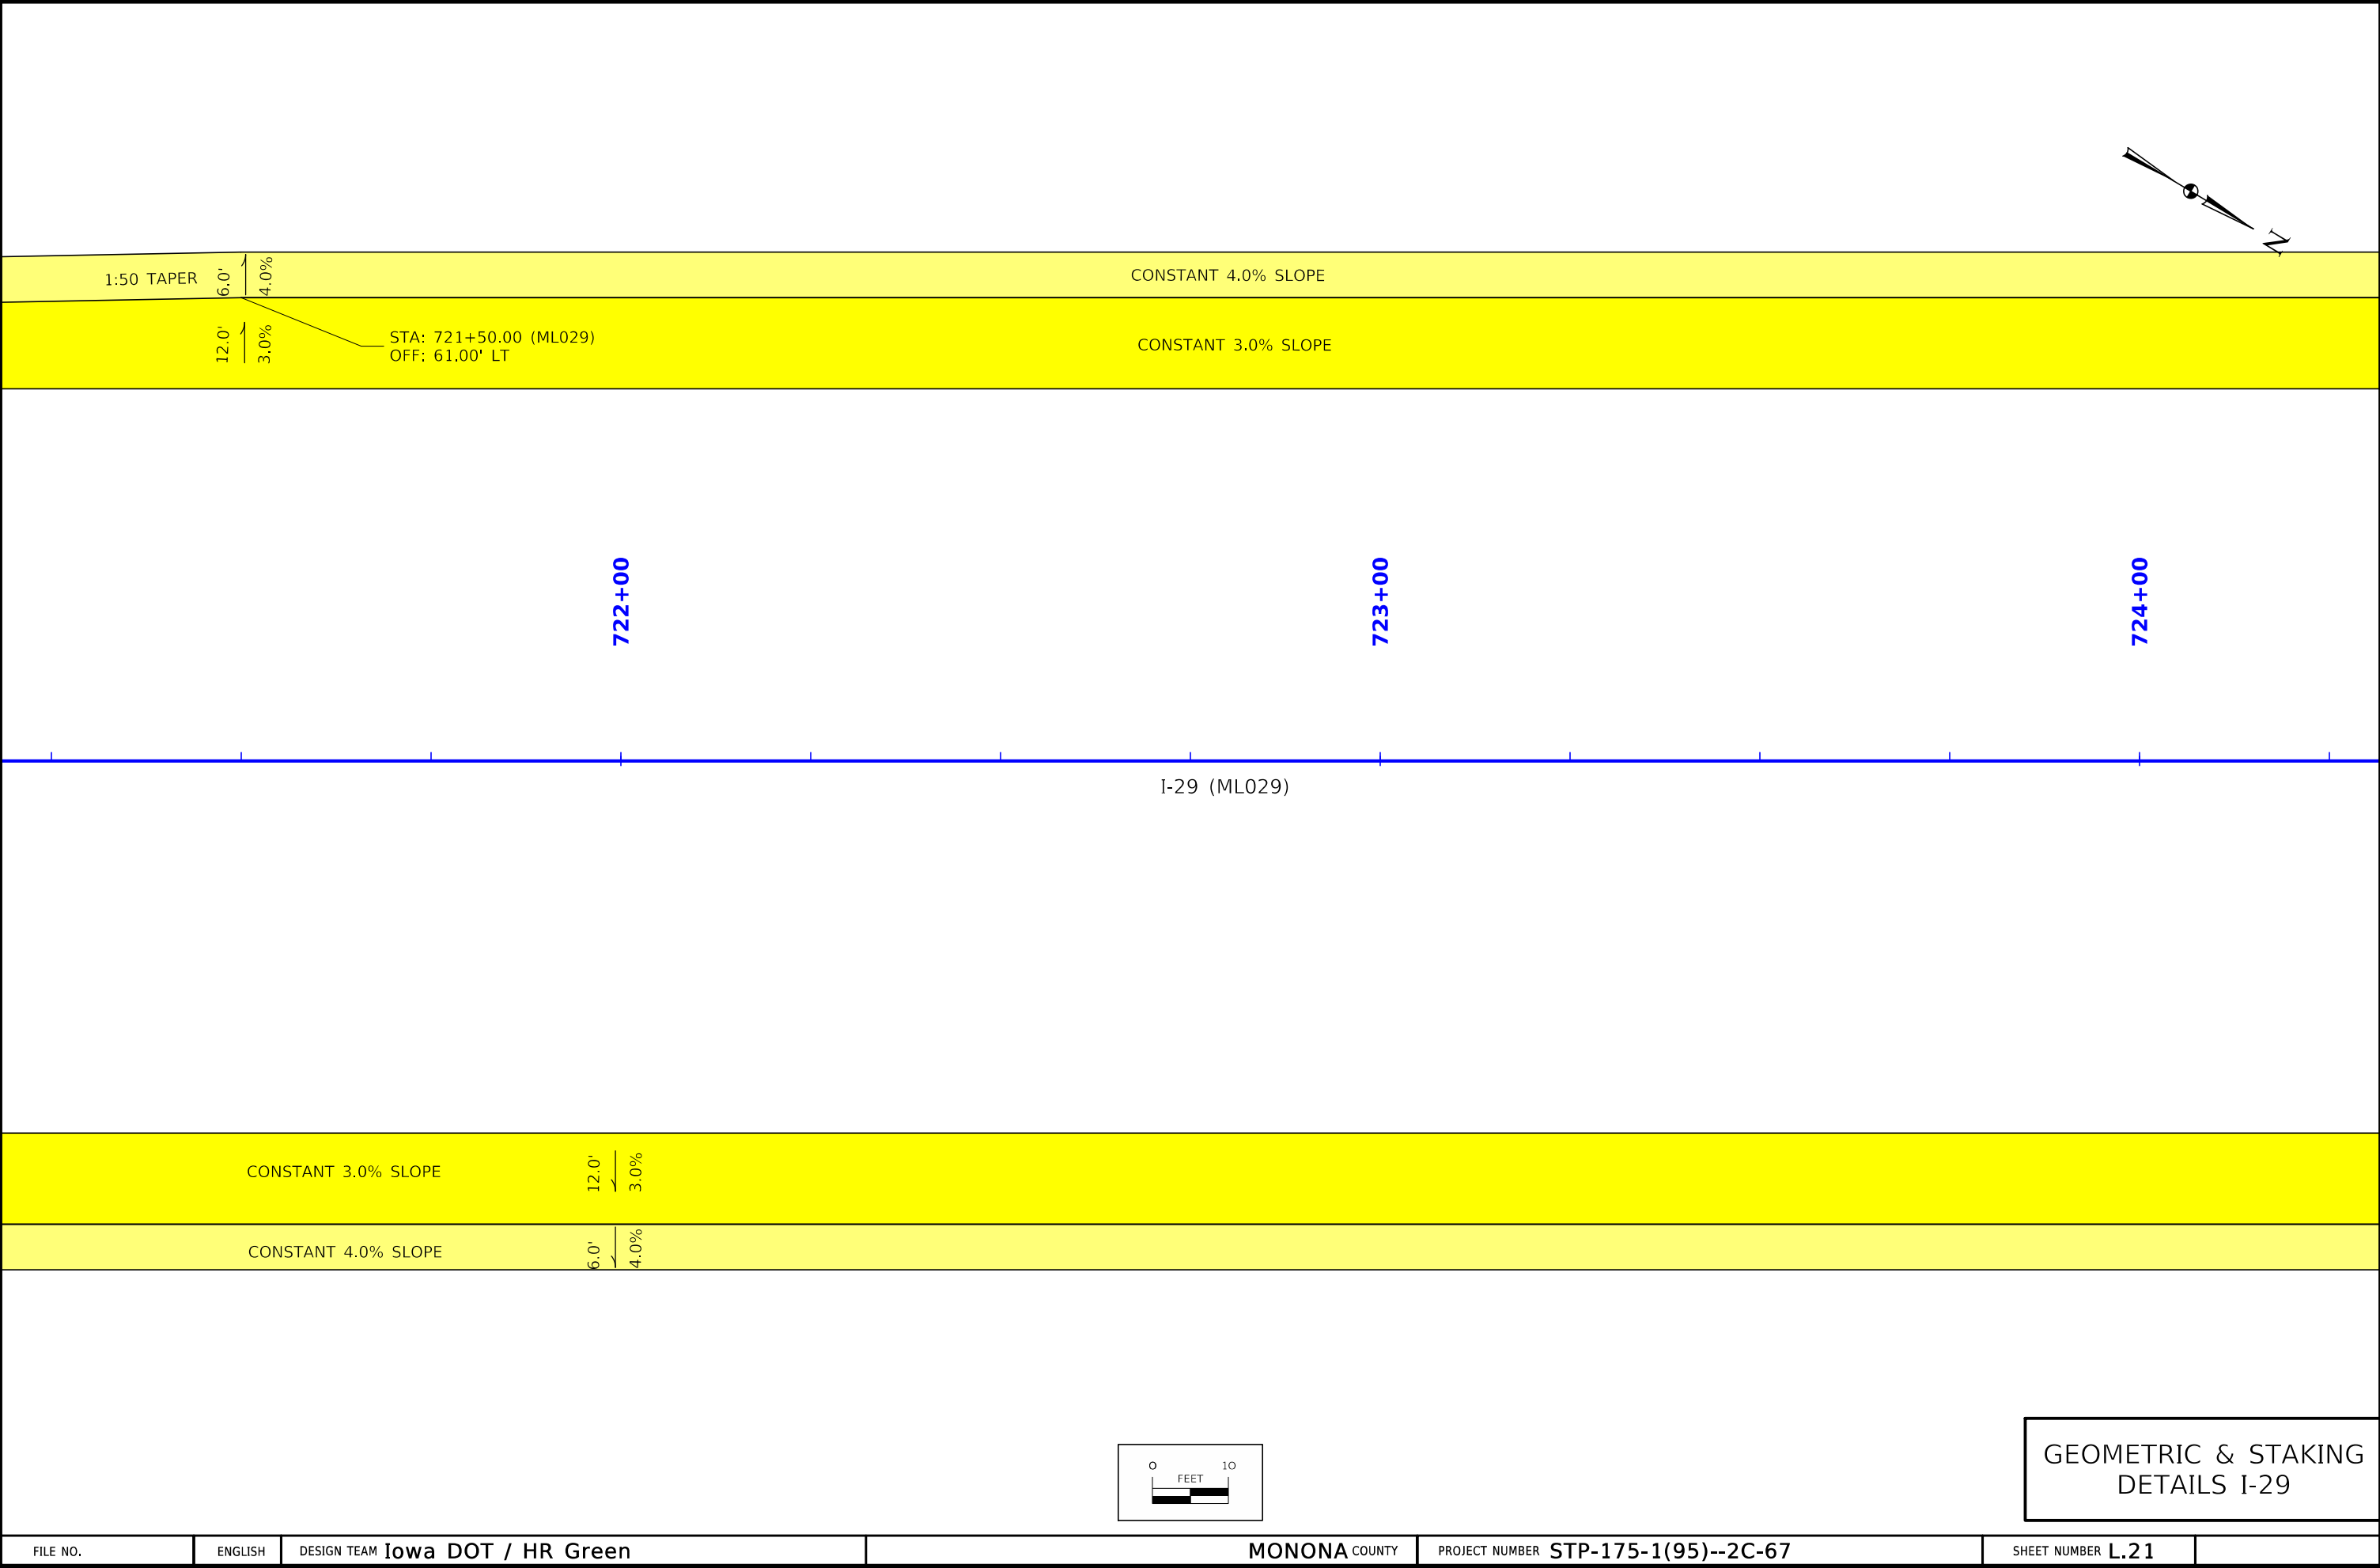 N
1:50 TAPER
6.0'
4.0%
CONSTANT 4.0% SLOPE
12.0'
3.0%
STA: 721+50.00 (ML029)
OFF: 61.00' LT
CONSTANT 3.0% SLOPE
722+00
723+00
724+00
I-29 (ML029)
CONSTANT 3.0% SLOPE
12.0'
3.0%
CONSTANT 4.0% SLOPE
6.0'
4.0%
0 10
FEET
GEOMETRIC & STAKING
DETAILS I-29
FILE NO. ENGLISH DESIGN TEAM Iowa DOT / HR Green MONONA COUNTY PROJECT NUMBER STP-175-1(95)--2C-67 SHEET NUMBER L.21